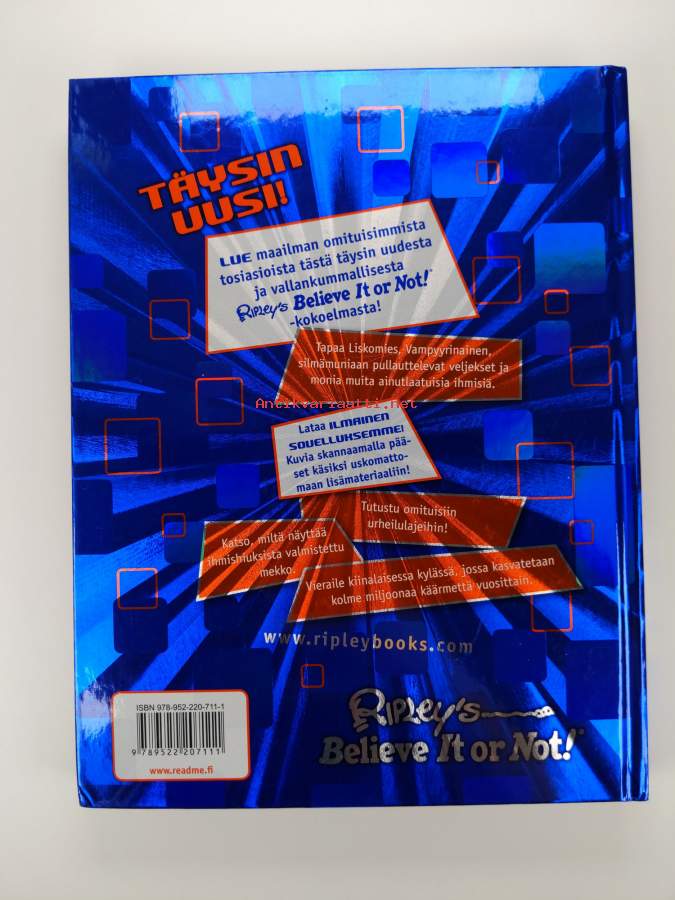 TÄYSIN
UUSI!
LUE maailman omituisimmista
tosiasioista tästä täysin uudesta
ja vallankummallisesta
RIPLEY'S Believe It or Not!®
-kokoelmasta!
Tapaa Liskomies, Vampyyrinainen,
silmämuniaan pullauttelevat veljekset ja
monia muita ainutlaatuisia ihmisiä.
Antikvariaatti.net
Lataa ILMAINEN
SOVELLUKSEMME!
Kuvia skannaamalla pää-
set käsiksi uskomatto-
maan lisämateriaaliin!
Tutustu omituisiin
urheilulajeihin!
Katso, miltä näyttää
ihmishiuksista valmistettu
mekko.
Vieraile kiinalaisessa kylässä, jossa kasvatetaan
kolme miljoonaa käärmettä vuosittain.
www.ripleybooks.com
ISBN 978-952-220-711-1
9 789522 207111
www.readme.fi
RIPLEY'S
Believe It or Not!®